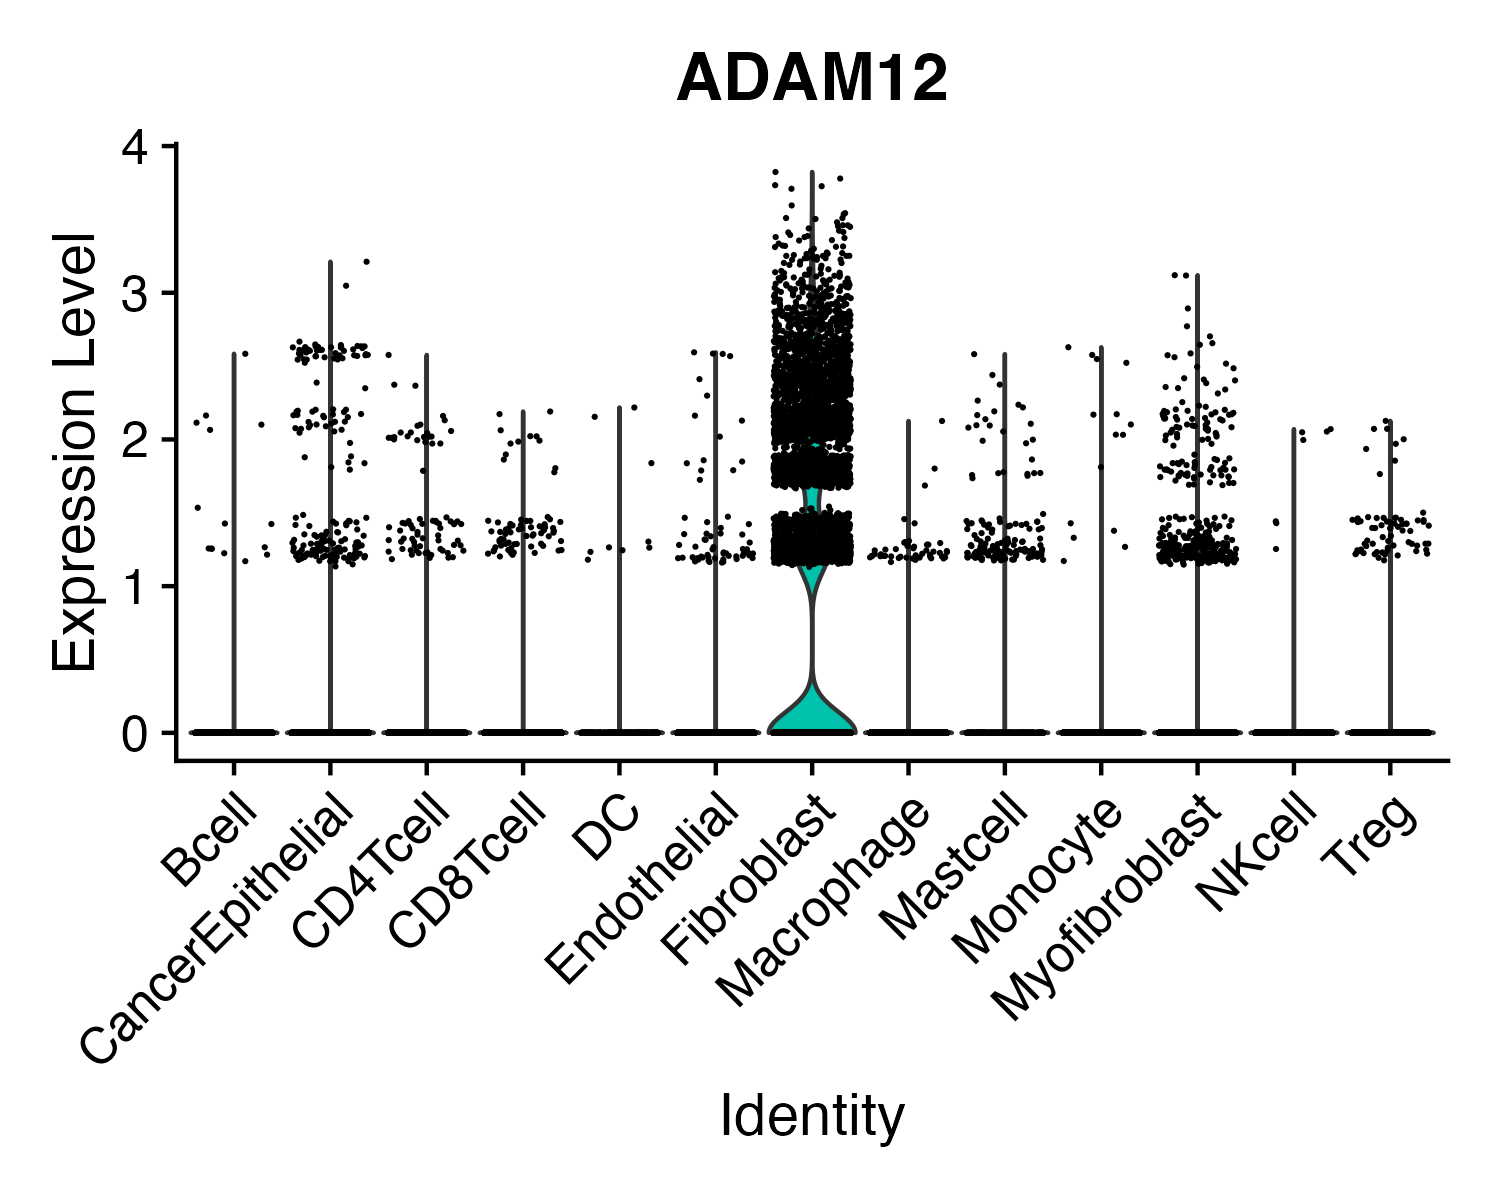 ADAM12
Expression Level
4
3
2
1
0
Bcell
CancerEpithelial
CD4Tcell
CD8Tcell
DC
Endothelial
Fibroblast
Macrophage
Mastcell
Monocyte
Myofibroblast
NKcell
Treg
Identity